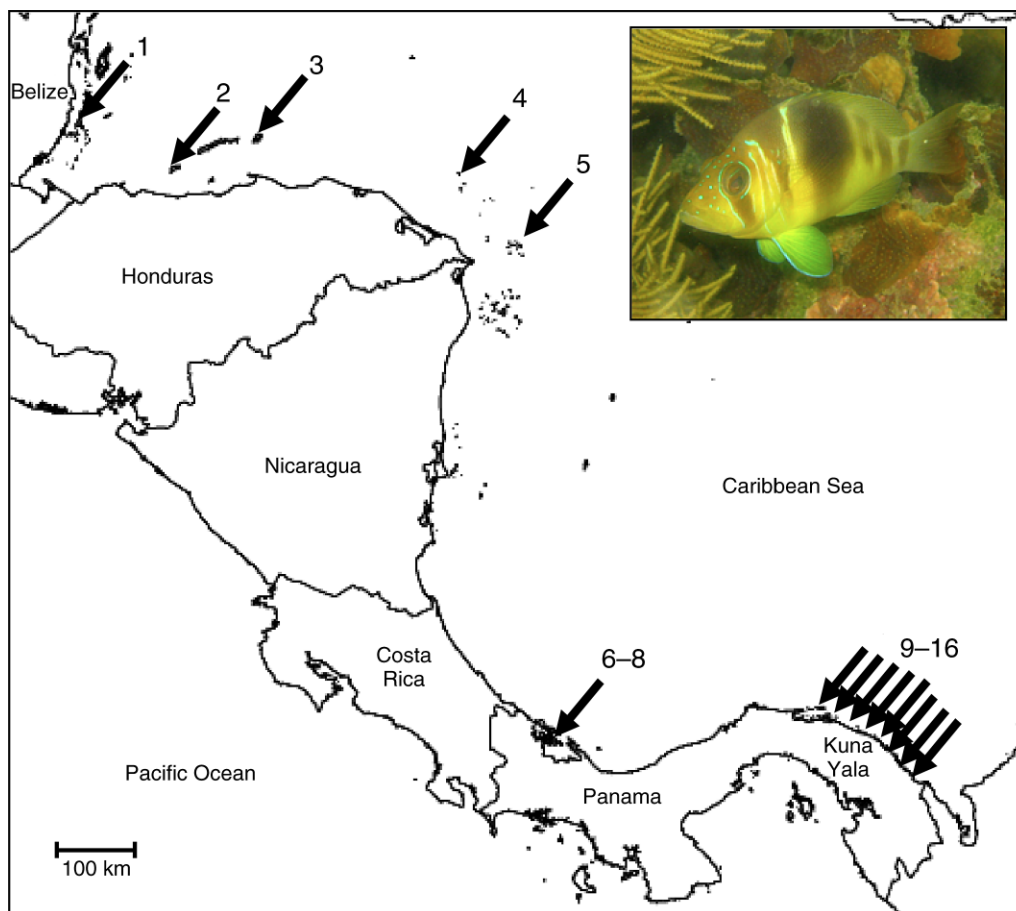 1
Belize
2
3
4
5
Honduras
Nicaragua
Caribbean Sea
Costa
Rica
6–8
9–16
Kuna
Yala
Pacific Ocean
Panama
100 km